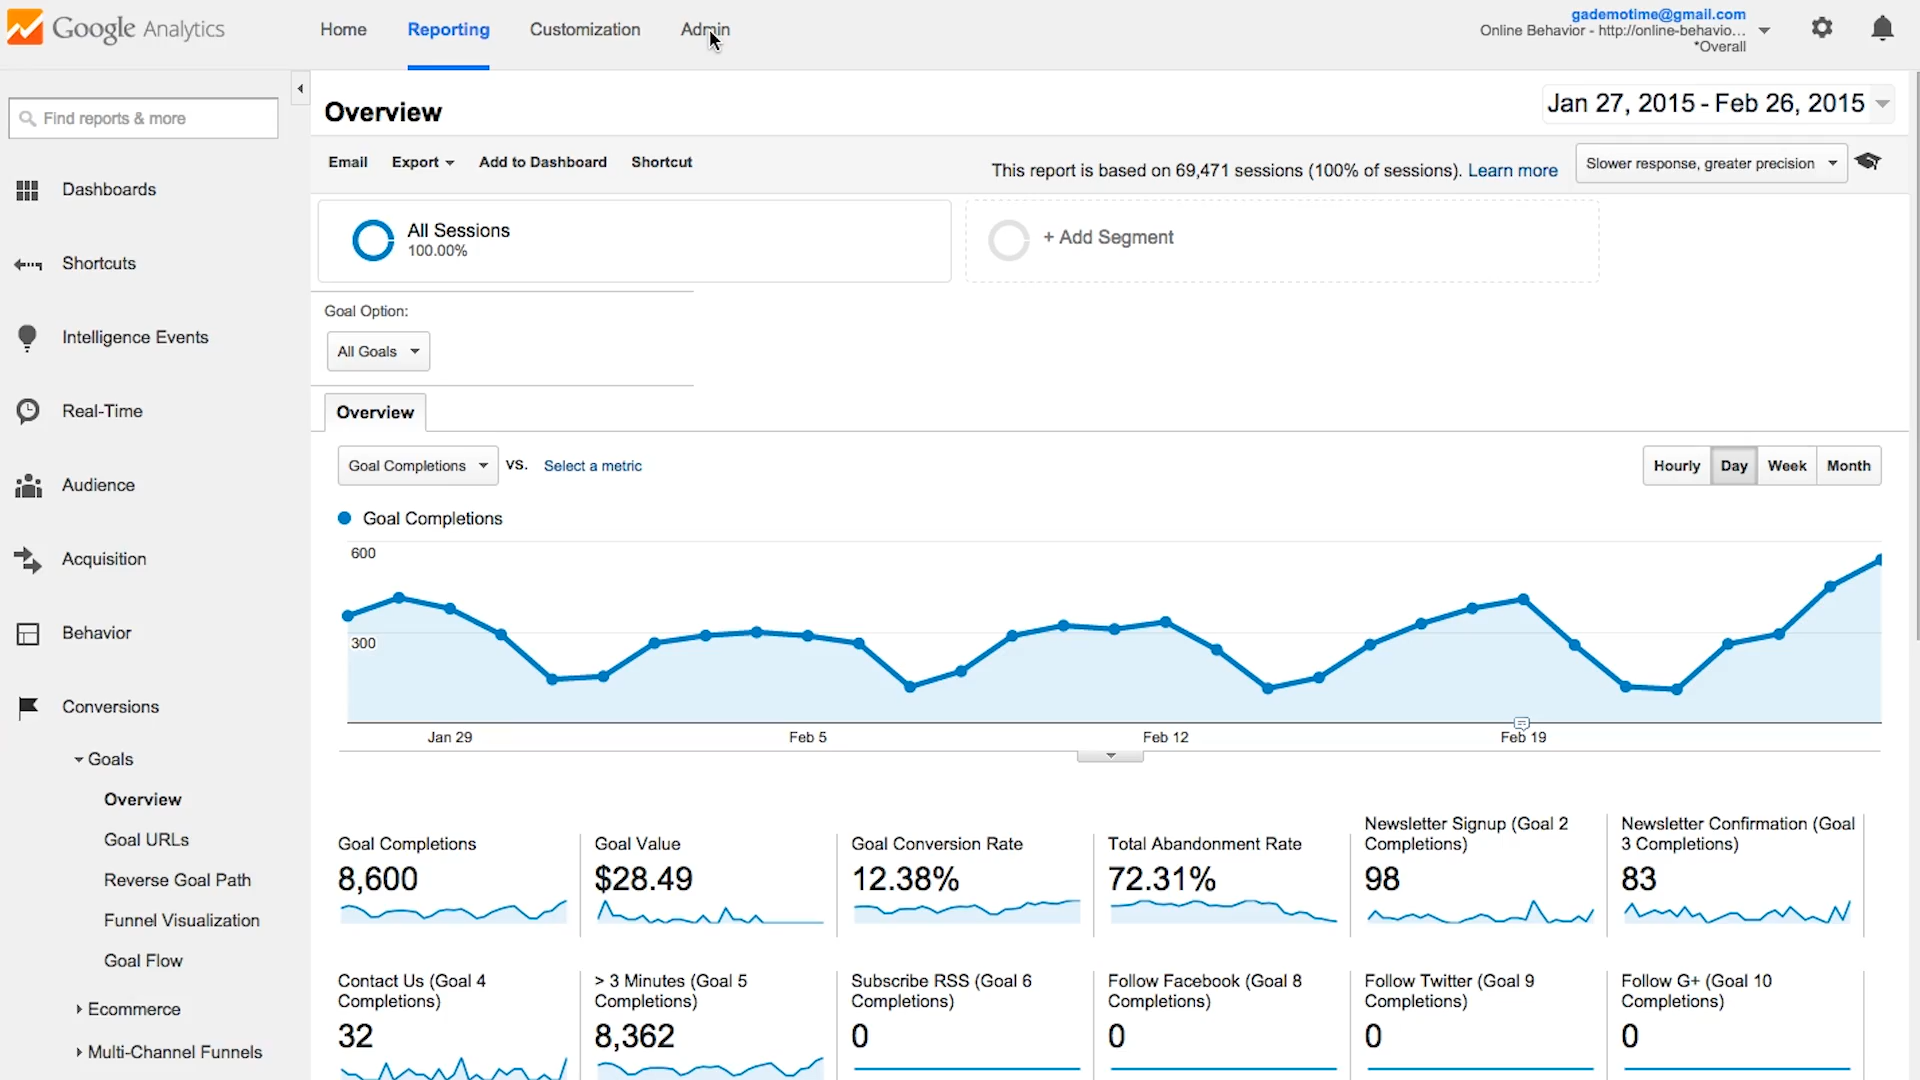 Google Analytics
Home
Reporting
Customization
Admin
gademotime@gmail.com
Online Behavior - http://online-behavio...
*Overall
Find reports & more
Dashboards
Shortcuts
Intelligence Events
Real-Time
Audience
Acquisition
Behavior
Conversions
Goals
Overview
Goal URLs
Reverse Goal Path
Funnel Visualization
Goal Flow
Ecommerce
Multi-Channel Funnels
Overview
Jan 27, 2015 - Feb 26, 2015
Email
Export
Add to Dashboard
Shortcut
This report is based on 69,471 sessions (100% of sessions). Learn more
Slower response, greater precision
All Sessions
100.00%
+ Add Segment
Goal Option:
All Goals
Overview
Goal Completions
VS.
Select a metric
Hourly
Day
Week
Month
Goal Completions
600
300
Jan 29
Feb 5
Feb 12
Feb 19
Goal Completions
8,600
Goal Value
$28.49
Goal Conversion Rate
12.38%
Total Abandonment Rate
72.31%
Newsletter Signup (Goal 2
Completions)
98
Newsletter Confirmation (Goal
3 Completions)
83
Contact Us (Goal 4
Completions)
32
> 3 Minutes (Goal 5
Completions)
8,362
Subscribe RSS (Goal 6
Completions)
0
Follow Facebook (Goal 8
Completions)
0
Follow Twitter (Goal 9
Completions)
0
Follow G+ (Goal 10
Completions)
0